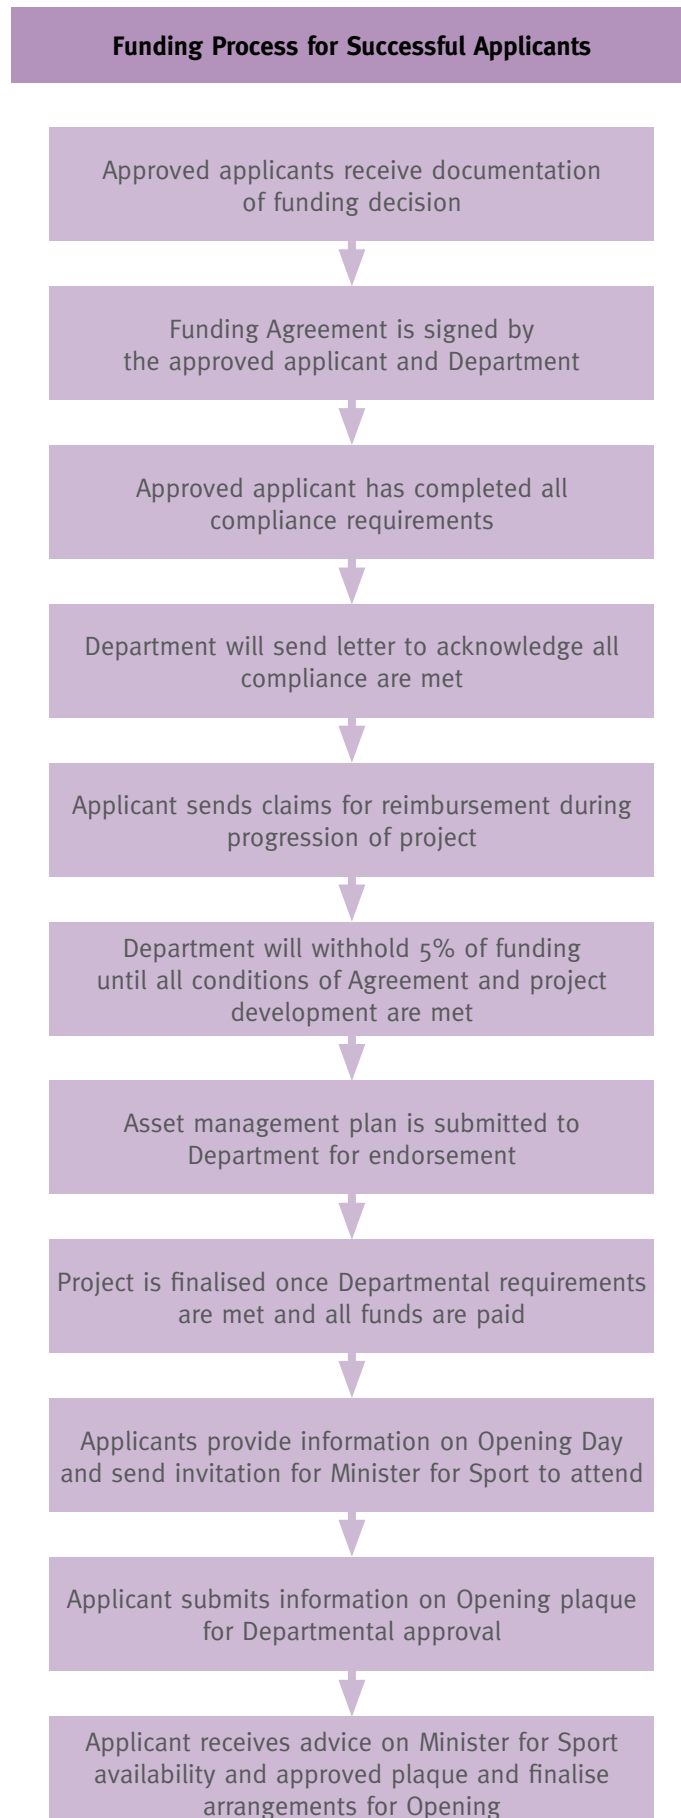 Funding Process for Successful Applicants
Approved applicants receive documentation
of funding decision
Funding Agreement is signed by
the approved applicant and Department
Approved applicant has completed all
compliance requirements
Department will send letter to acknowledge all
compliance are met
Applicant sends claims for reimbursement during
progression of project
Department will withhold 5% of funding
until all conditions of Agreement and project
development are met
Asset management plan is submitted to
Department for endorsement
Project is finalised once Departmental requirements
are met and all funds are paid
Applicants provide information on Opening Day
and send invitation for Minister for Sport to attend
Applicant submits information on Opening plaque
for Departmental approval
Applicant receives advice on Minister for Sport
availability and approved plaque and finalise
arrangements for Opening